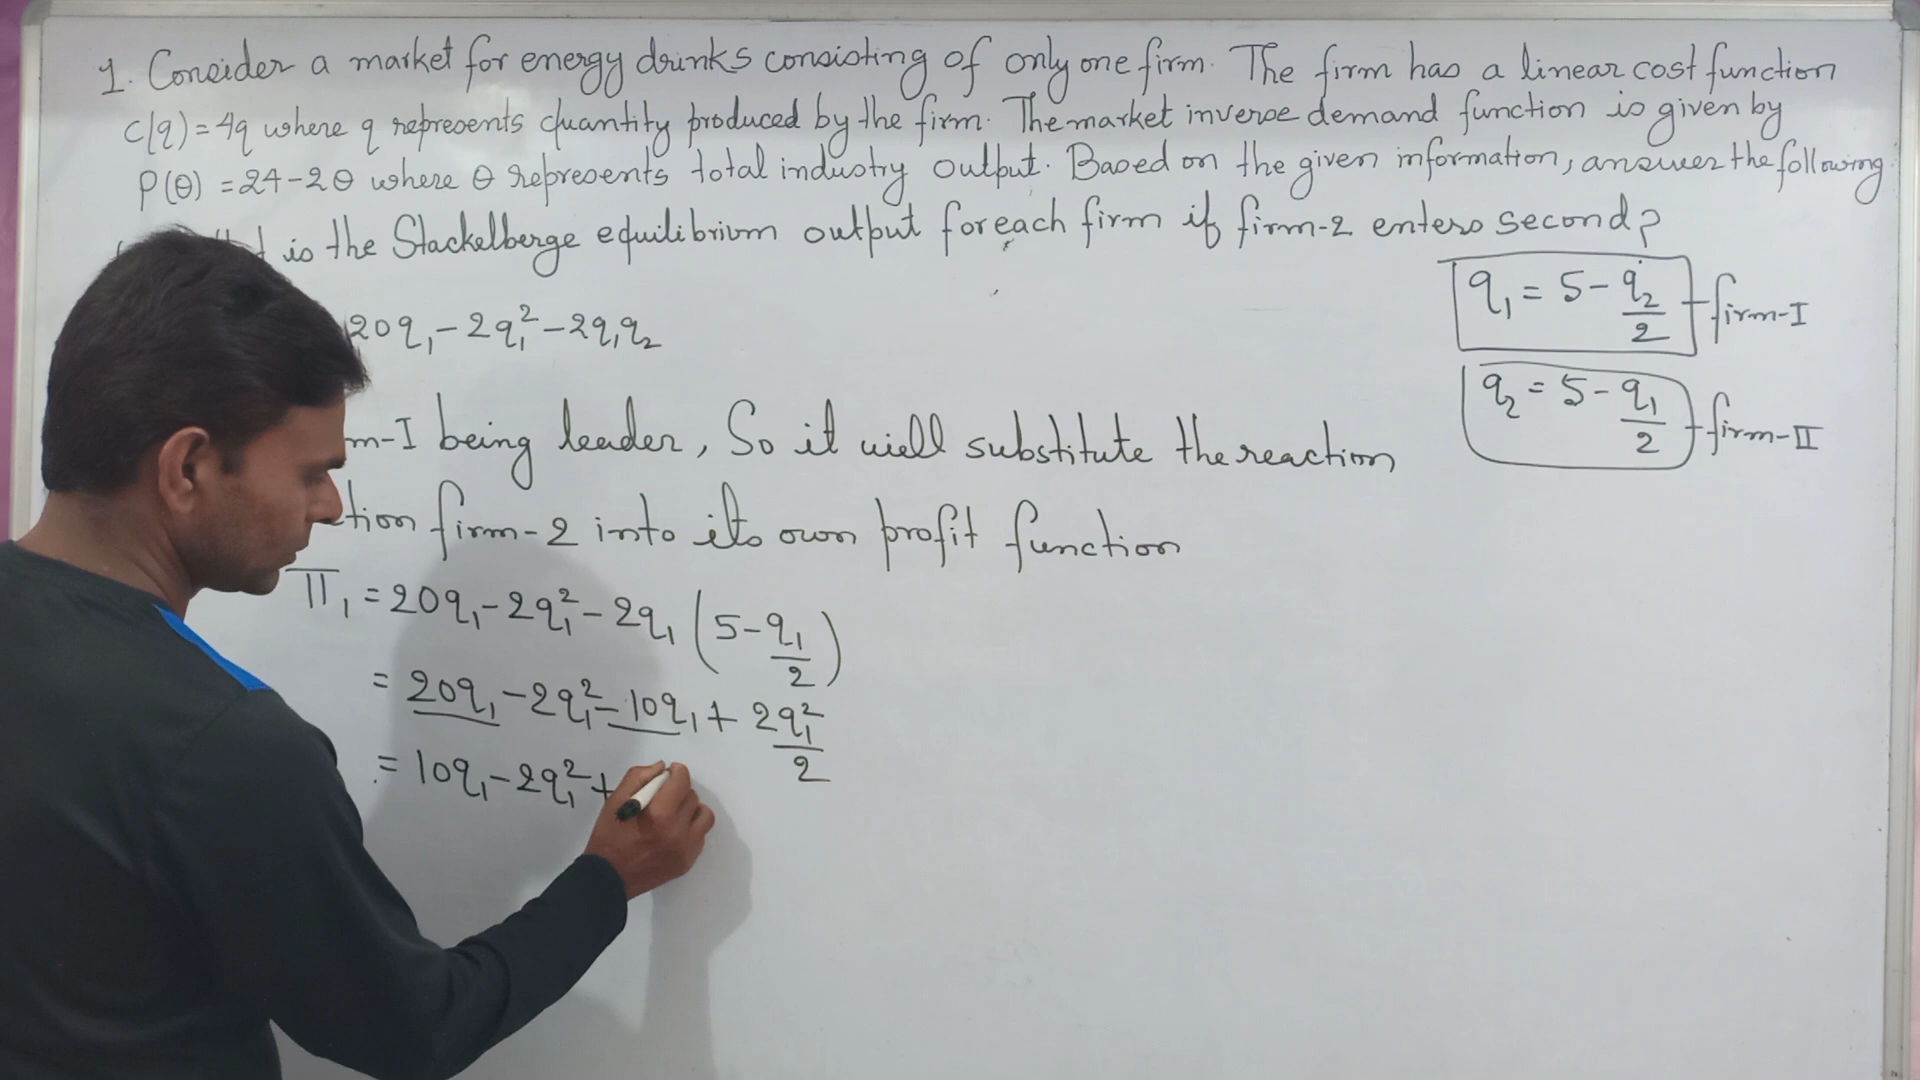 1. Consider a market for energy drinks consisting of only one firm. The firm has a linear cost function
c(q) = 4q where q represents quantity produced by the firm. The market inverse demand function is given by
P(θ) = 24-2θ where θ represents total industry output. Based on the given information, answer the following.
is the Stackelberge equilibrium output for each firm if firm-2 enters second?
q₁ = 5 - q₂/2 firm-I
20q₁ - 2q₁² - 2q₁q₂
q₂ = 5 - q₁/2 firm-II
m-I being leader, So it will substitute the reaction
ction firm-2 into its own profit function
Π₁ = 20q₁ - 2q₁² - 2q₁ (5 - q₁/2)
= 20q₁ - 2q₁² - 10q₁ + 2q₁²/2
= 10q₁ - 2q₁² +